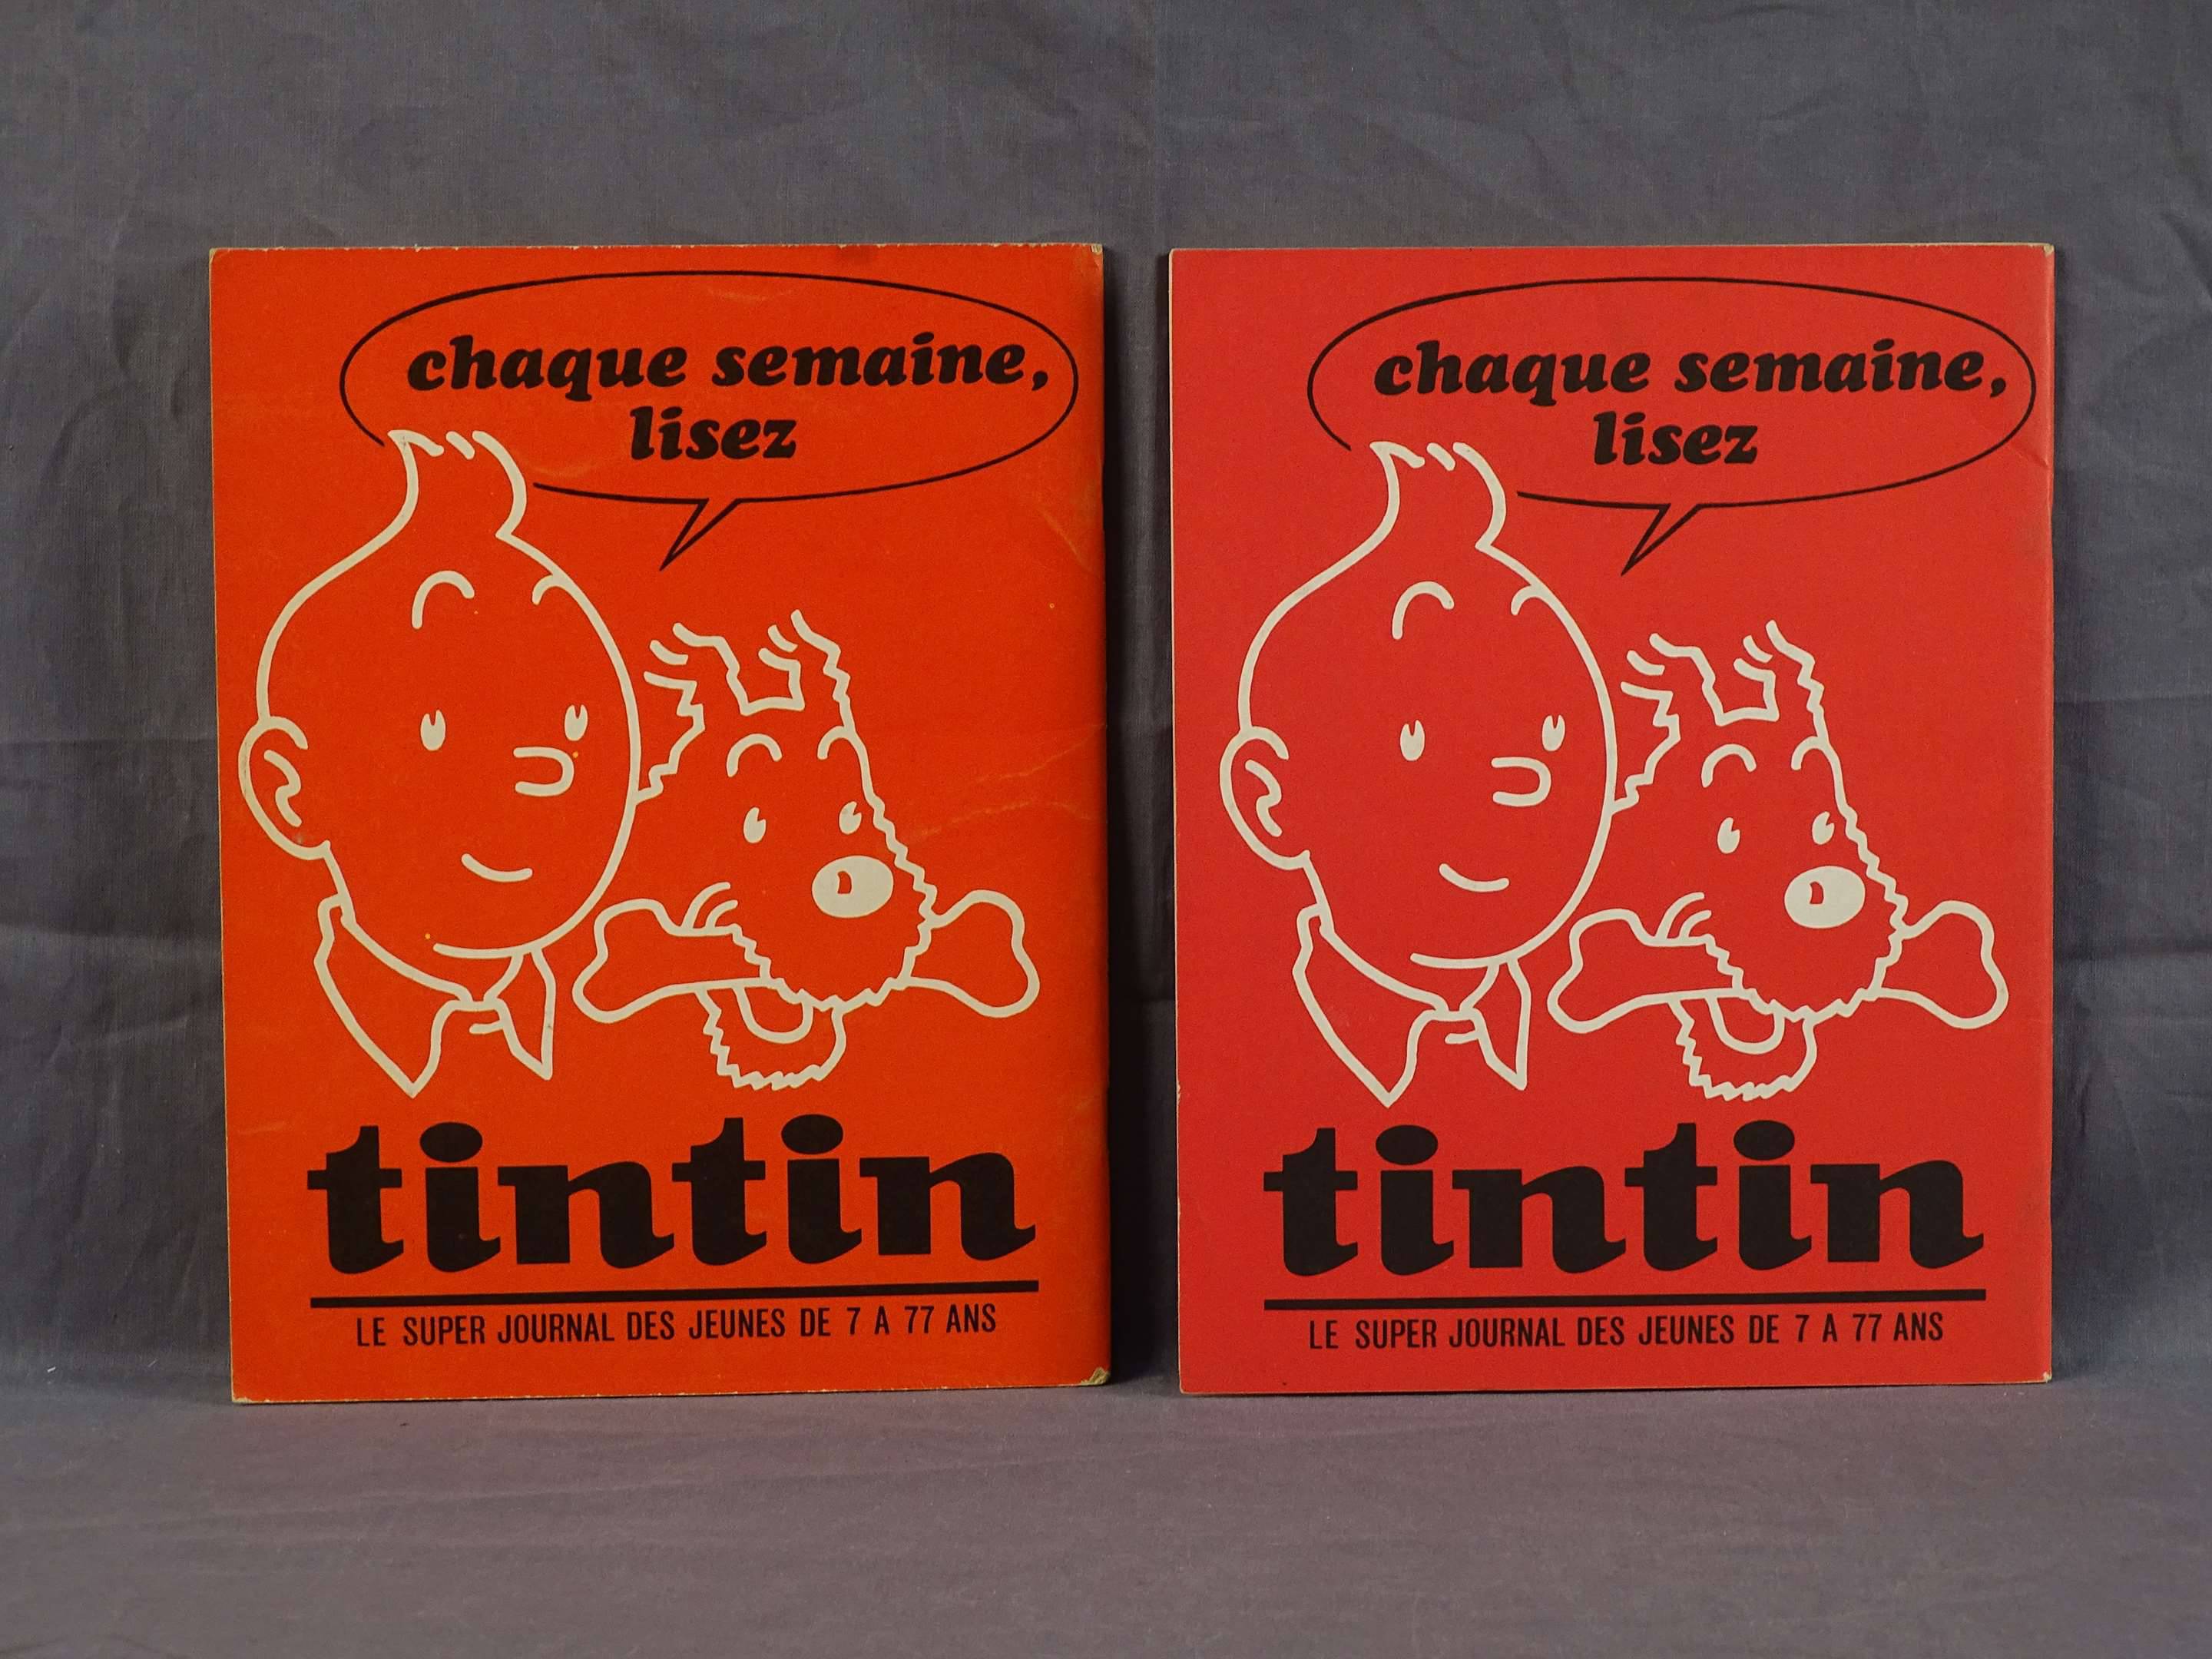 chaque semaine,
lisez
tintin
LE SUPER JOURNAL DES JEUNES DE 7 A 77 ANS
chaque semaine,
lisez
tintin
LE SUPER JOURNAL DES JEUNES DE 7 A 77 ANS